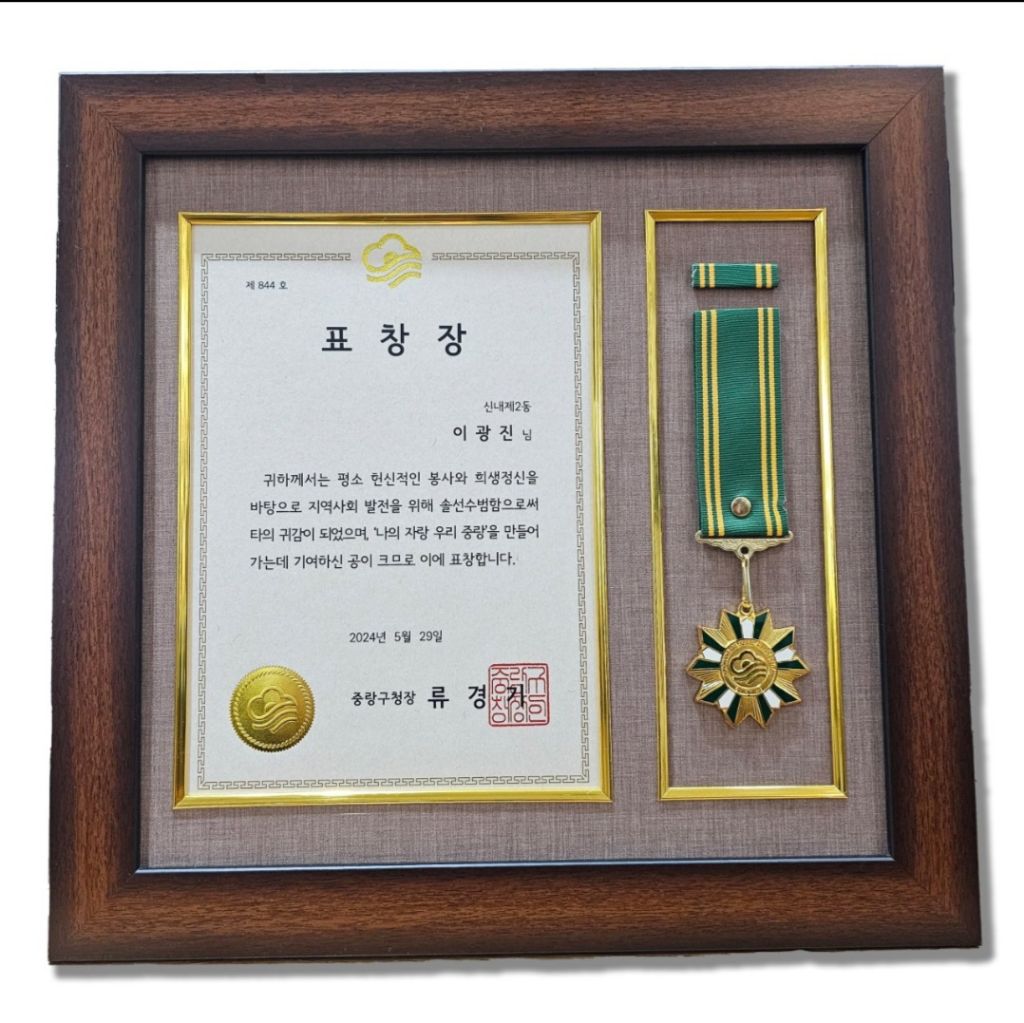 제 844 호
표 창 장
신내제2동
이 광 진 님
귀하께서는 평소 헌신적인 봉사와 희생정신을
바탕으로 지역사회 발전을 위해 솔선수범함으로써
타의 귀감이 되었으며, '나의 자랑 우리 중랑'을 만들어
가는데 기여하신 공이 크므로 이에 표창합니다.
2024년 5월 29일
중랑구청장 류 경 기